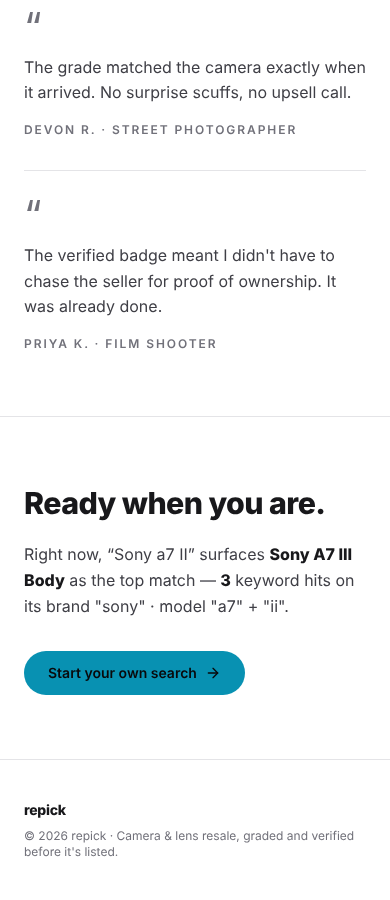 "
The grade matched the camera exactly when
it arrived. No surprise scuffs, no upsell call.
DEVON R. · STREET PHOTOGRAPHER
"
The verified badge meant I didn't have to
chase the seller for proof of ownership. It
was already done.
PRIYA K. · FILM SHOOTER
Ready when you are.
Right now, “Sony a7 II” surfaces Sony A7 III
Body as the top match — 3 keyword hits on
its brand "sony" · model "a7" + "ii".
Start your own search →
repick
© 2026 repick · Camera & lens resale, graded and verified
before it's listed.